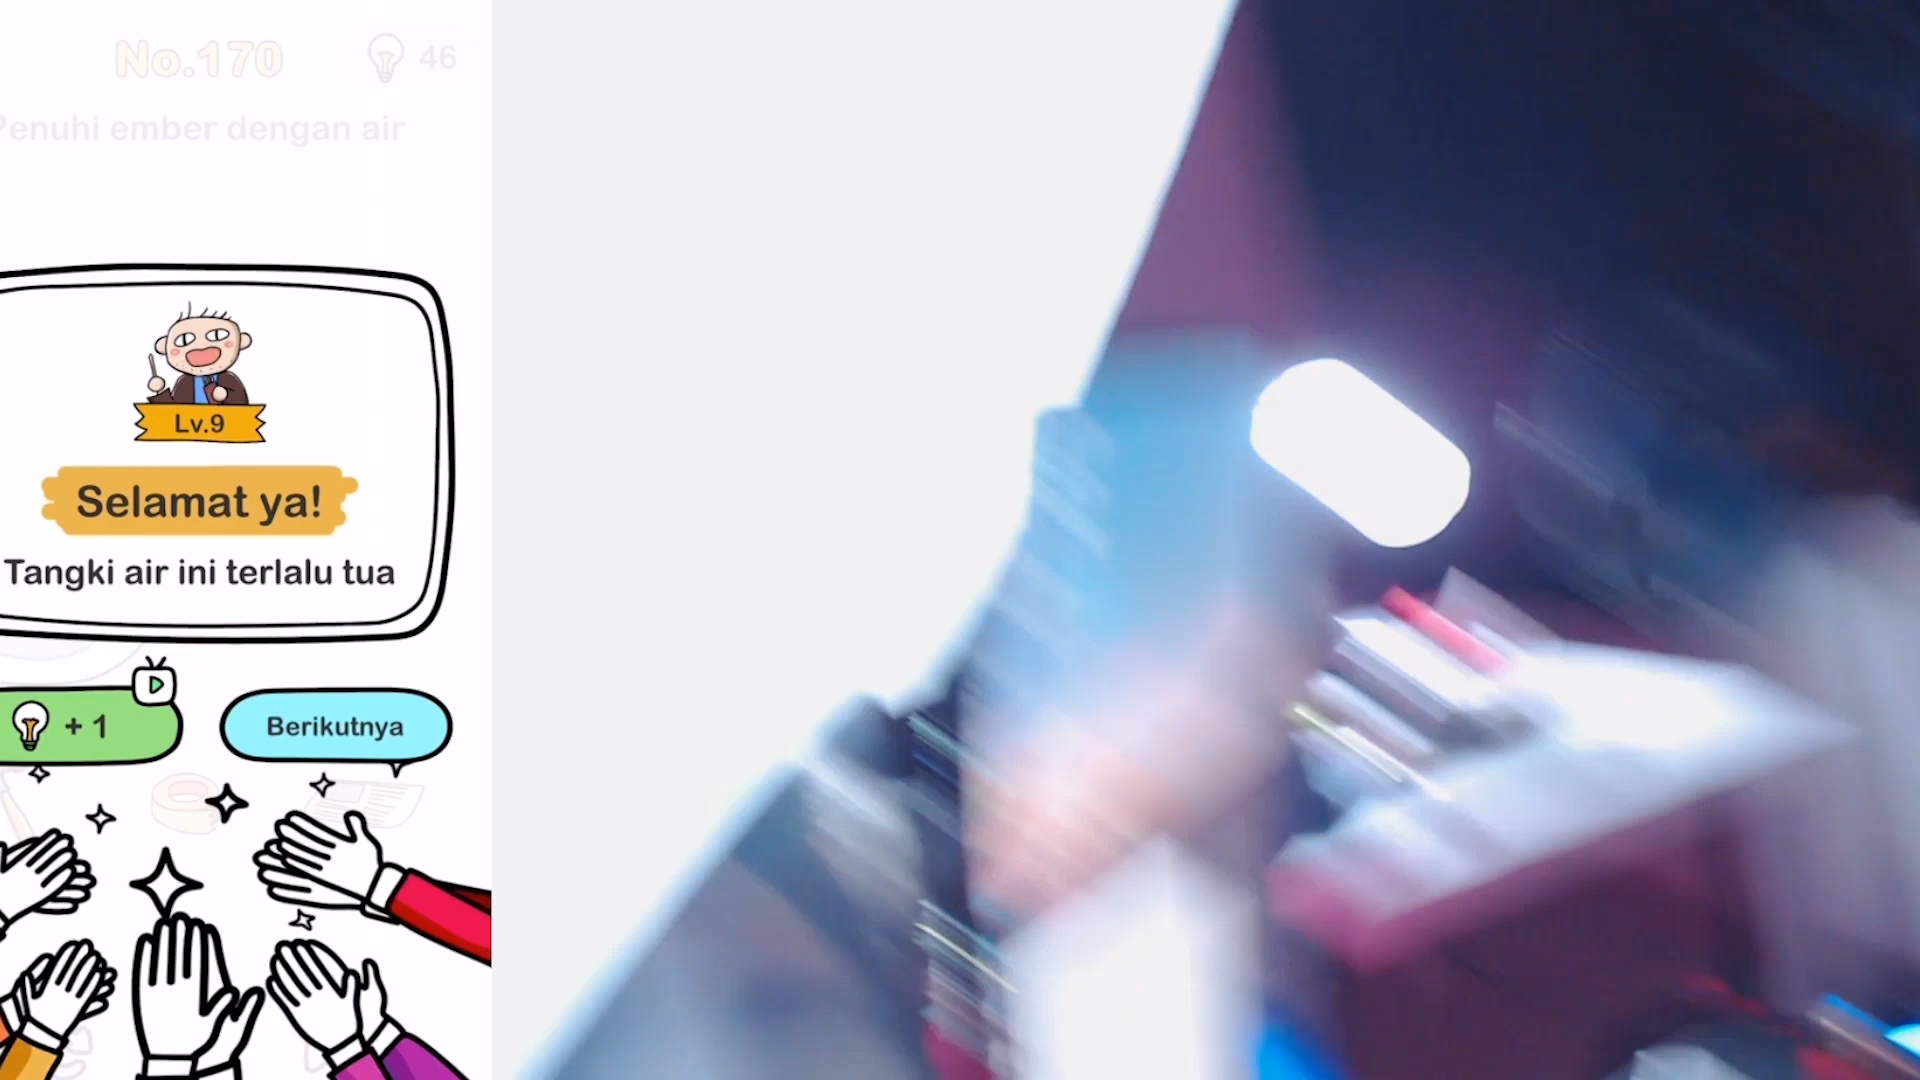 No.170
46
Penuhi ember dengan air
Lv.9
Selamat ya!
Tangki air ini terlalu tua
+ 1
Berikutnya